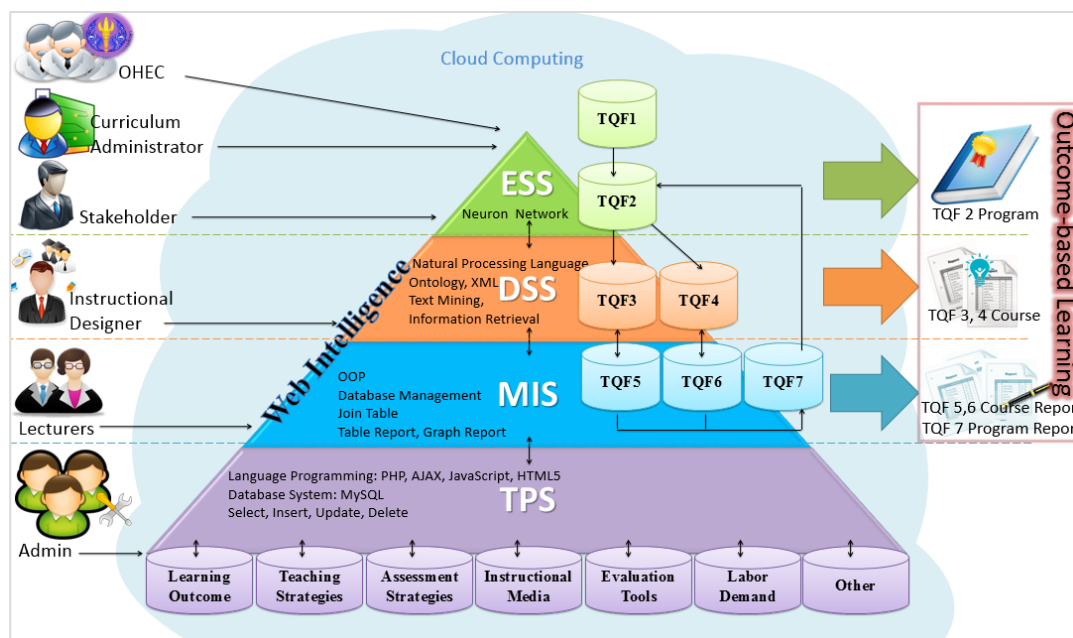 Cloud Computing
OHEC
Curriculum
Administrator
Stakeholder
Instructional
Designer
Lecturers
Admin
Web Intelligence
ESS
Neuron Network
DSS
Natural Processing Language
Ontology, XML
Text Mining,
Information Retrieval
MIS
OOP
Database Management
Join Table
Table Report, Graph Report
TPS
Language Programming: PHP, AJAX, JavaScript, HTML5
Database System: MySQL
Select, Insert, Update, Delete
TQF1
TQF2
TQF3
TQF4
TQF5
TQF6
TQF7
Learning
Outcome
Teaching
Strategies
Assessment
Strategies
Instructional
Media
Evaluation
Tools
Labor
Demand
Other
Outcome-based Learning
TQF 2 Program
TQF 3, 4 Course
TQF 5,6 Course Report
TQF 7 Program Report